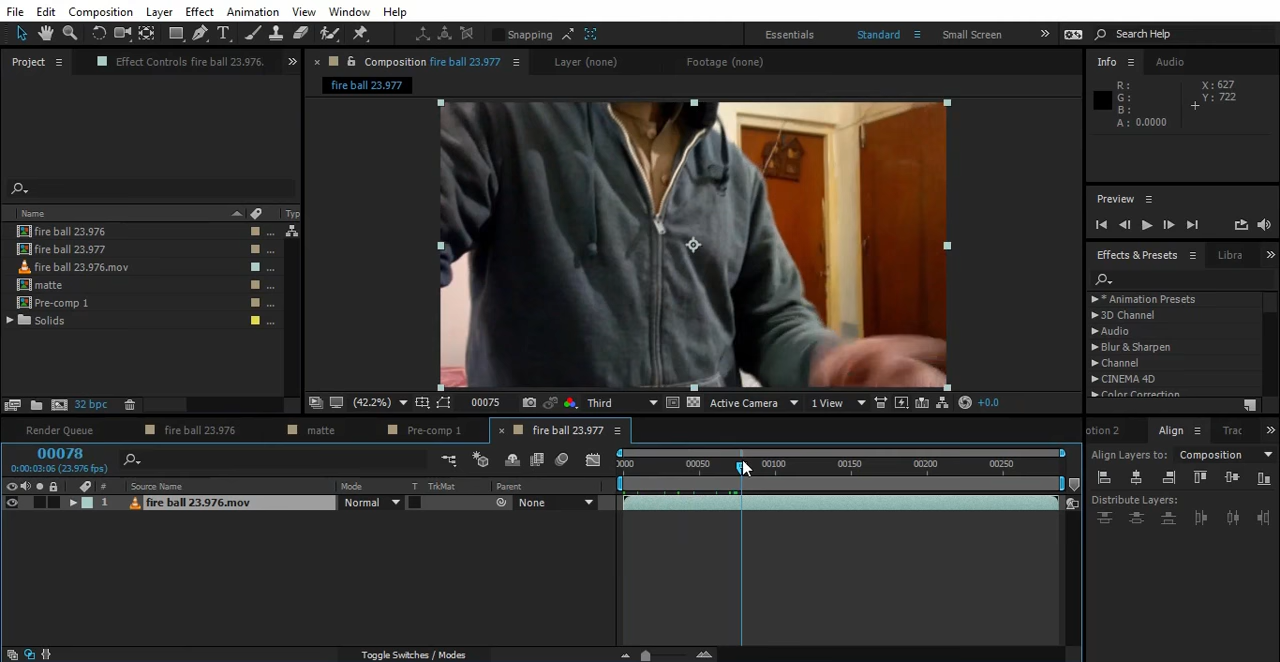 File Edit Composition Layer Effect Animation View Window Help
Snapping Essentials Standard Small Screen Search Help
Project Effect Controls fire ball 23.976. Composition fire ball 23.977 Layer (none) Footage (none) Info Audio
fire ball 23.977
R: X: 627
G: Y: 722
B:
A: 0.0000
Preview
Name Typ
fire ball 23.976
fire ball 23.977
fire ball 23.976.mov
matte
Pre-comp 1
Solids
Effects & Presets Libra
* Animation Presets
3D Channel
Audio
Blur & Sharpen
Channel
CINEMA 4D
Color Correction
32 bpc (42.2%) 00075 Third Active Camera 1 View +0.0
Render Queue fire ball 23.976 matte Pre-comp 1 fire ball 23.977 otion 2 Align Trac
00078
0:00:03:06 (23.976 fps)
0000 00050 00100 00150 00200 00250
Align Layers to: Composition
# Source Name Mode T TrkMat Parent
1 fire ball 23.976.mov Normal None
Distribute Layers:
Toggle Switches / Modes